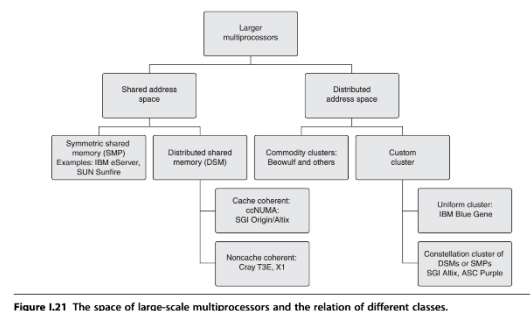 Larger
multiprocessors
Shared address
space
Distributed
address space
Symmetric shared
memory (SMP)
Examples: IBM eServer,
SUN Sunfire
Distributed shared
memory (DSM)
Commodity clusters:
Beowulf and others
Custom
cluster
Cache coherent:
ccNUMA:
SGI Origin/Altix
Uniform cluster:
IBM Blue Gene
Noncache coherent:
Cray T3E, X1
Constellation cluster of
DSMs or SMPs
SGI Altix, ASC Purple
Figure I.21 The space of large-scale multiprocessors and the relation of different classes.